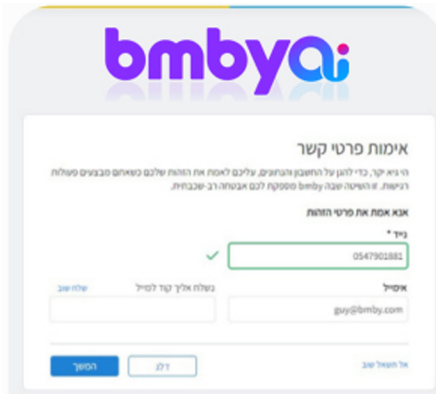 bmbyai
אימות פרטי קשר
הי גיא יקר, כדי להגן על החשבון והנתונים, עליכם לאמת את הזהות שלכם כשאתם מבצעים פעולות
רגישות. זו השיטה שבה bmby מספקת לכם אבטחה רב-שכבתית.
אנא אמת את פרטי הזהות
נייד *
0547901881
אימייל
נשלח אליך קוד למייל
שלח שוב
guy@bmby.com
אל תשאל שוב
דלג
המשך